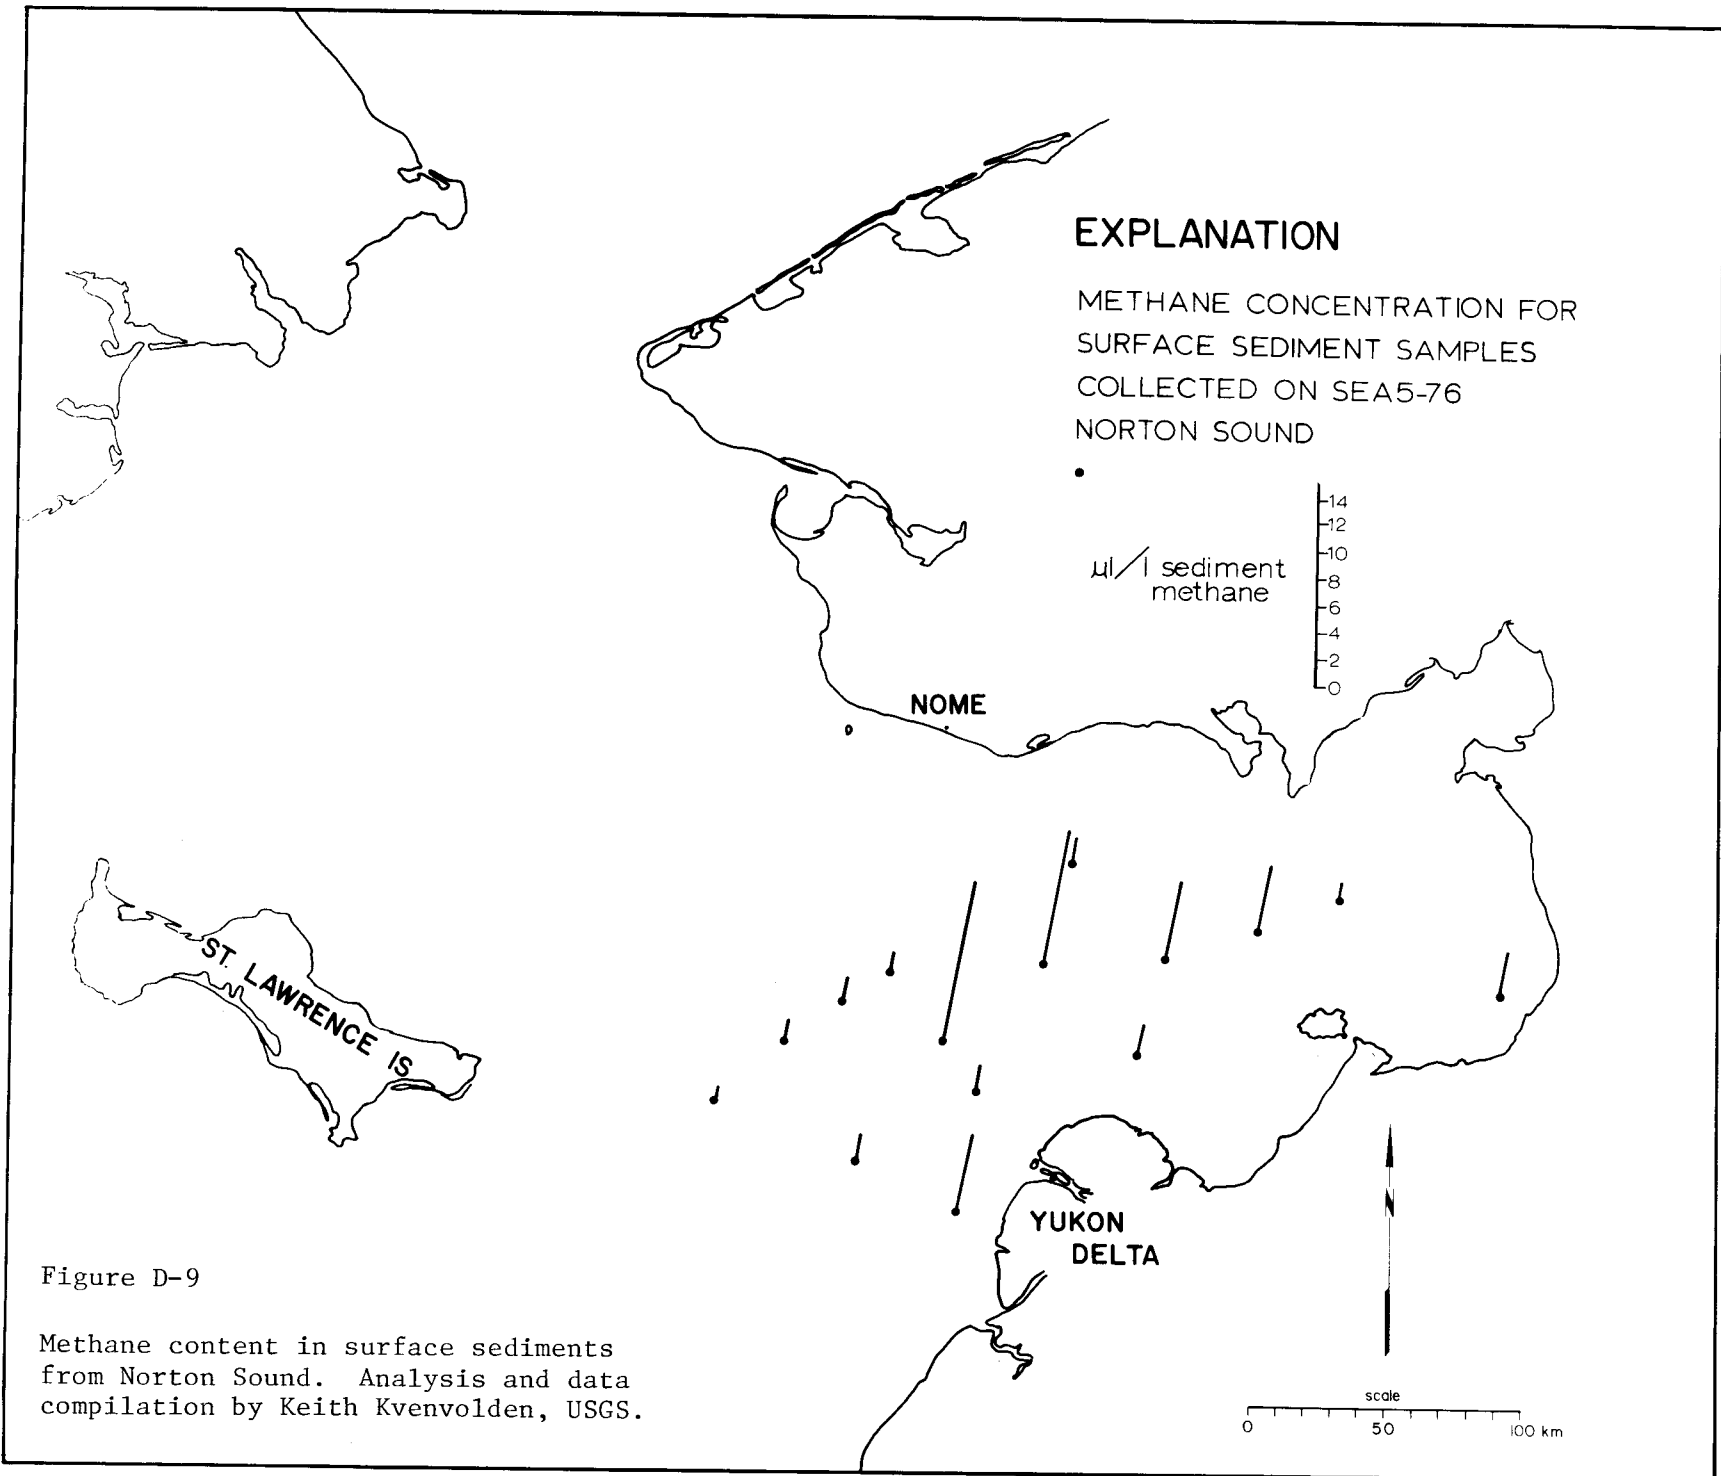 EXPLANATION
METHANE CONCENTRATION FOR
SURFACE SEDIMENT SAMPLES
COLLECTED ON SEA5-76
NORTON SOUND
14
12
10
8
6
4
2
0
μl/l sediment
methane
NOME
ST. LAWRENCE IS
YUKON
DELTA
N
Figure D-9
Methane content in surface sediments
from Norton Sound. Analysis and data
compilation by Keith Kvenvolden, USGS.
scale
0 50 100 km